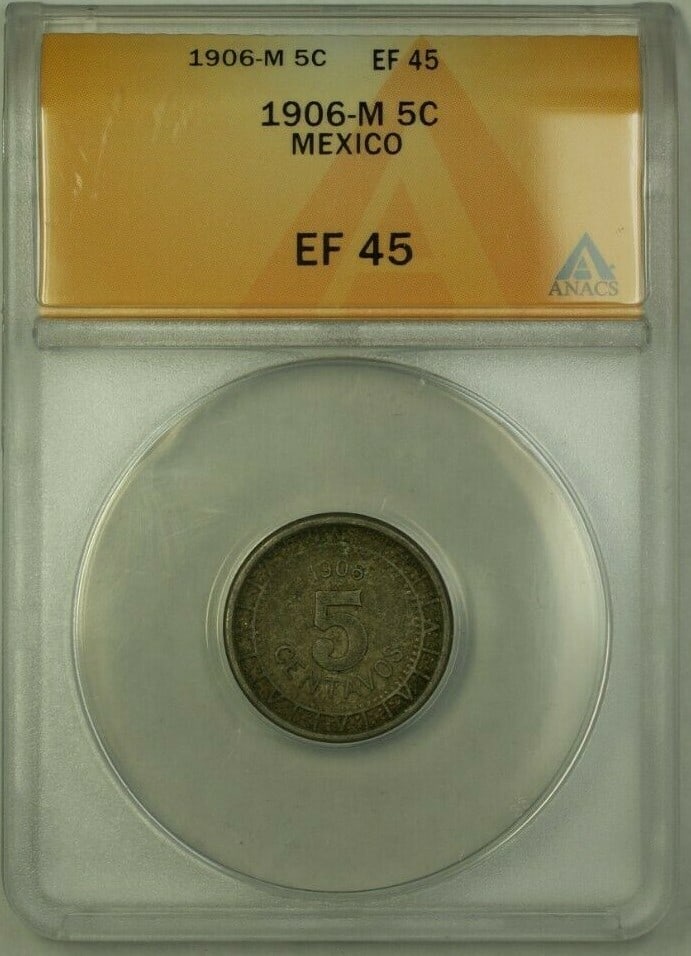 1906-M 5C EF 45
1906-M 5C
MEXICO
EF 45
ANACS
1906
5
CENTAVOS